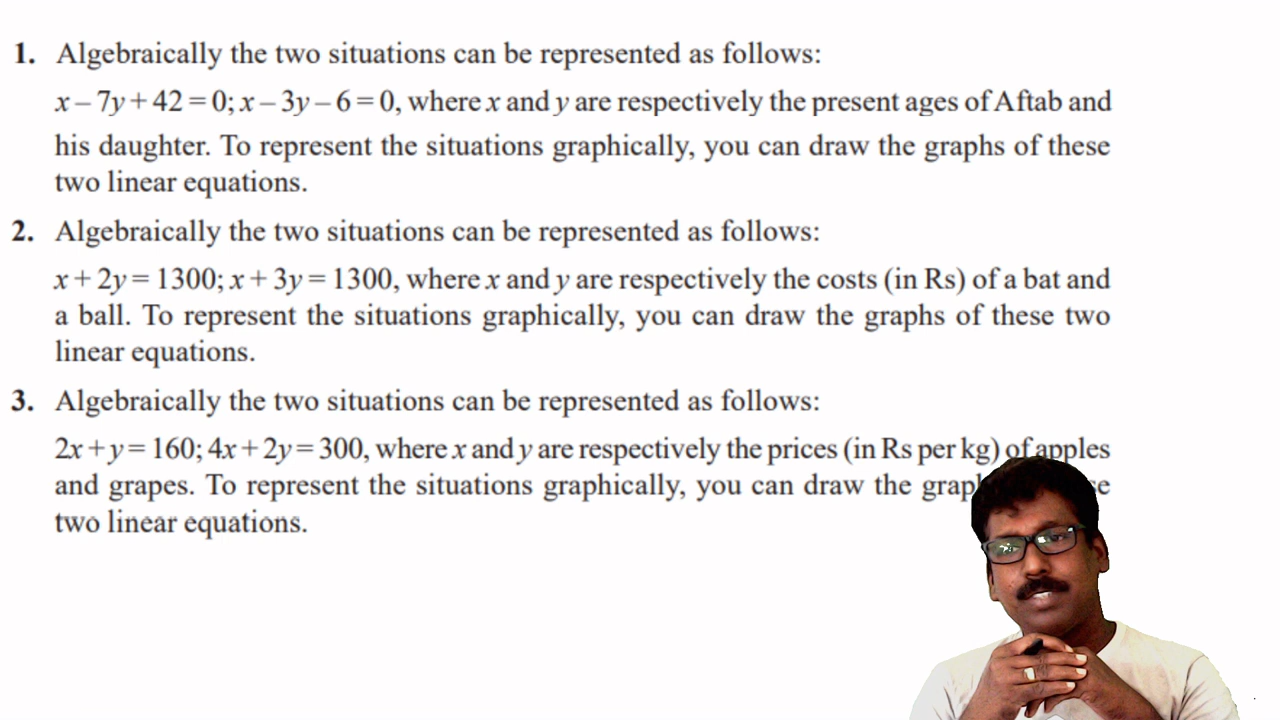 1. Algebraically the two situations can be represented as follows:
x – 7y + 42 = 0; x – 3y – 6 = 0, where x and y are respectively the present ages of Aftab and
his daughter. To represent the situations graphically, you can draw the graphs of these
two linear equations.
2. Algebraically the two situations can be represented as follows:
x + 2y = 1300; x + 3y = 1300, where x and y are respectively the costs (in Rs) of a bat and
a ball. To represent the situations graphically, you can draw the graphs of these two
linear equations.
3. Algebraically the two situations can be represented as follows:
2x + y = 160; 4x + 2y = 300, where x and y are respectively the prices (in Rs per kg) of apples
and grapes. To represent the situations graphically, you can draw the
two linear equations.